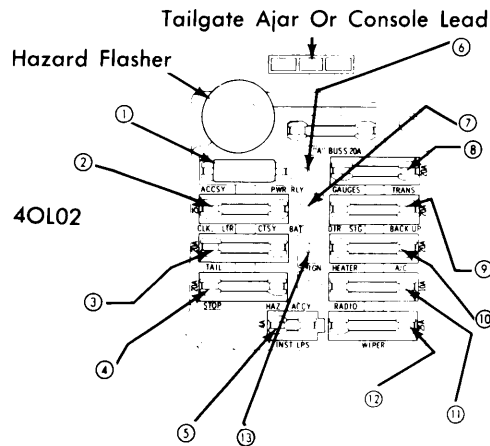 Tailgate Ajar Or Console Lead
Hazard Flasher
6
1
"A" BUSS 20A
7
8
2
ACCSY PWR RLY GAUGES TRANS
4OL02
CLK. LTR CTSY BAT DIR SIG. BACK UP
9
3
TAIL IGN HEATER A/C
10
4
STOP HAZ ACCY RADIO
4A
INST LPS WIPER 25A
5
13
12
11